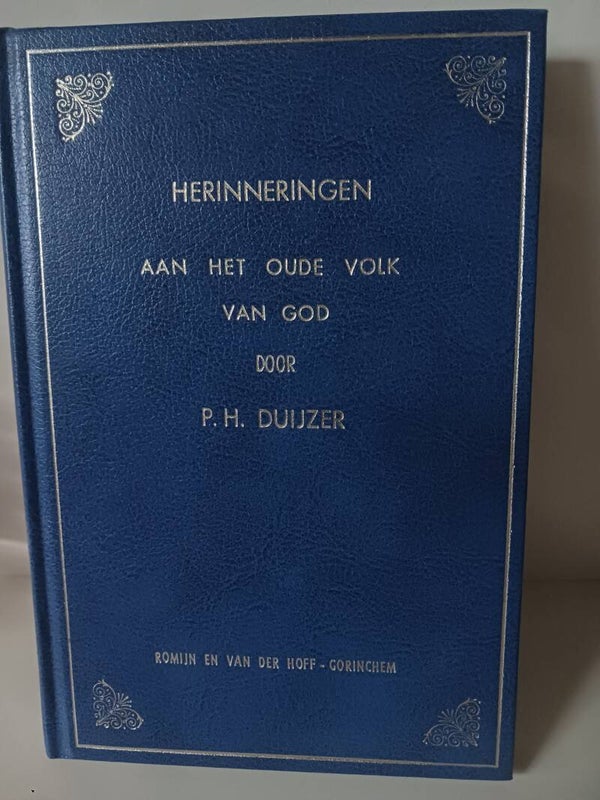 HERINNERINGEN
AAN HET OUDE VOLK
VAN GOD
DOOR
P. H. DUIJZER
ROMIJN EN VAN DER HOFF - GORINCHEM